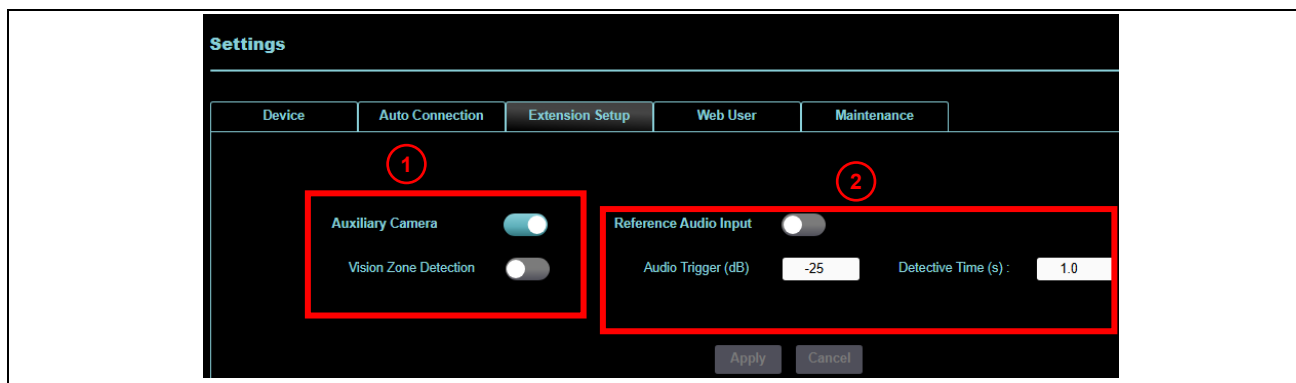 Settings
Device Auto Connection Extension Setup Web User Maintenance
1
2
Auxiliary Camera Reference Audio Input
Vision Zone Detection Audio Trigger (dB) -25 Detective Time (s) : 1.0
Apply Cancel